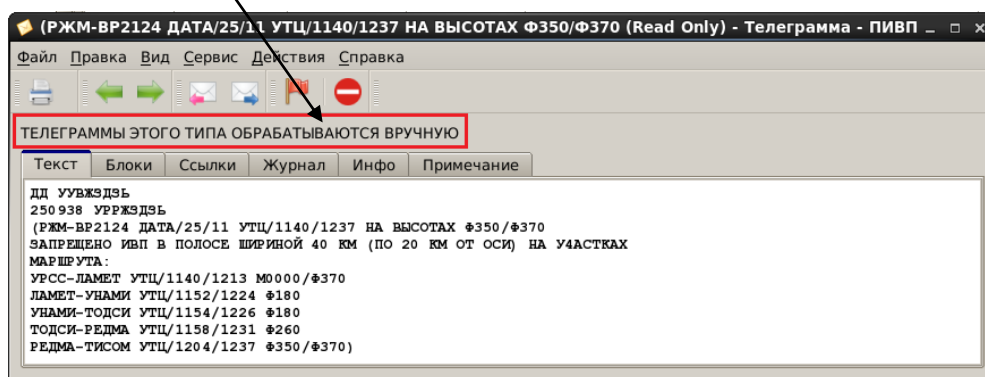 (РЖМ-ВР2124 ДАТА/25/11 УТЦ/1140/1237 НА ВЫСОТАХ Ф350/Ф370 (Read Only) - Телеграмма - ПИВП
Файл Правка Вид Сервис Действия Справка
ТЕЛЕГРАММЫ ЭТОГО ТИПА ОБРАБАТЫВАЮТСЯ ВРУЧНУЮ
Текст Блоки Ссылки Журнал Инфо Примечание
ДД УУВЖЗДЗЬ
250938 УРРЖЗДЗЬ
(РЖМ-ВР2124 ДАТА/25/11 УТЦ/1140/1237 НА ВЫСОТАХ Ф350/Ф370
ЗАПРЕЩЕНО ИВП В ПОЛОСЕ ШИРИНОЙ 40 КМ (ПО 20 КМ ОТ ОСИ) НА У4АСТКАХ
МАРШРУТА:
УРСС-ЛАМЕТ УТЦ/1140/1213 М0000/Ф370
ЛАМЕТ-УНАМИ УТЦ/1152/1224 Ф180
УНАМИ-ТОДСИ УТЦ/1154/1226 Ф180
ТОДСИ-РЕДМА УТЦ/1158/1231 Ф260
РЕДМА-ТИСОМ УТЦ/1204/1237 Ф350/Ф370)